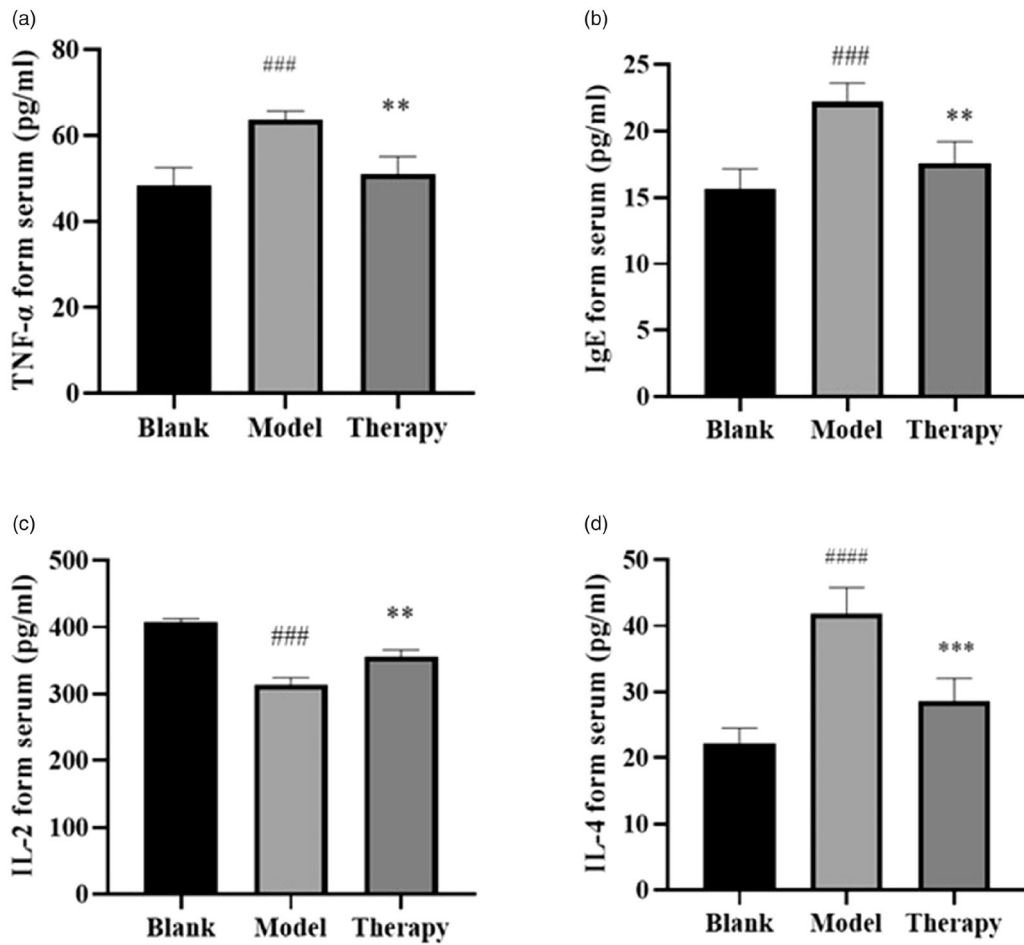 (a)
TNF-α form serum (pg/ml)
80
60
40
20
0
###
**
Blank Model Therapy
(b)
IgE form serum (pg/ml)
25
20
15
10
5
0
###
**
Blank Model Therapy
(c)
IL-2 form serum (pg/ml)
500
400
300
200
100
0
###
**
Blank Model Therapy
(d)
IL-4 form serum (pg/ml)
50
40
30
20
10
0
####
***
Blank Model Therapy